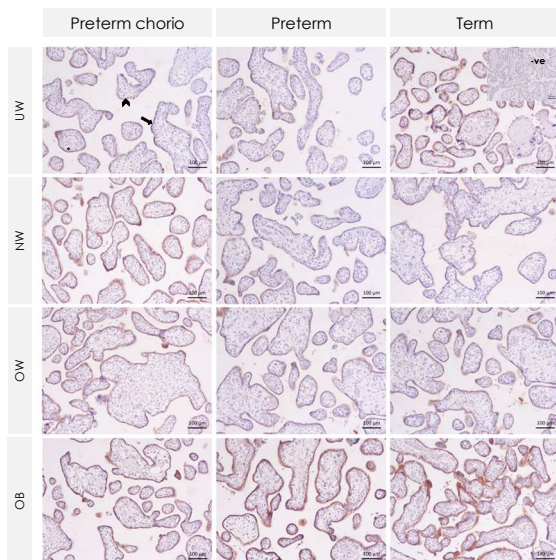 Preterm chorio
Preterm
Term
UW
*
100 µm
100 µm
-ve
100 µm
NW
100 µm
100 µm
100 µm
OW
100 µm
100 µm
100 µm
OB
100 µm
100 µm
100 µm